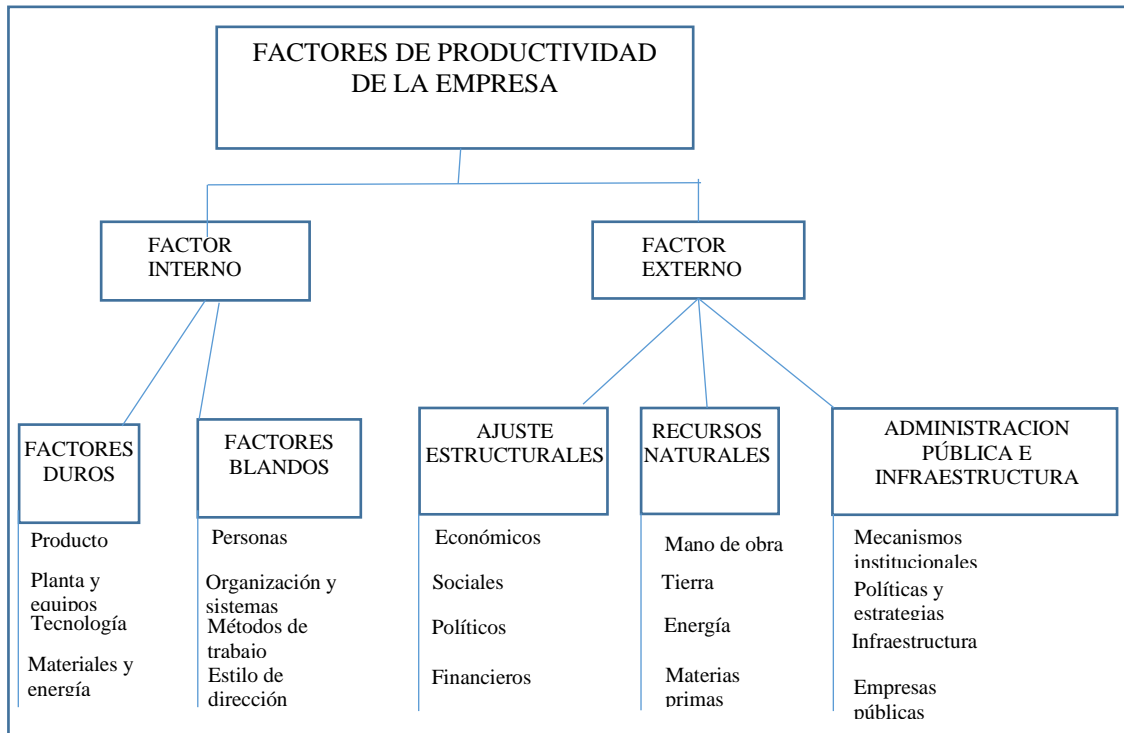 FACTORES DE PRODUCTIVIDAD
DE LA EMPRESA
FACTOR
INTERNO
FACTOR
EXTERNO
FACTORES
DUROS
Producto
Planta y
equipos
Tecnología
Materiales y
energía
FACTORES
BLANDOS
Personas
Organización y
sistemas
Métodos de
trabajo
Estilo de
dirección
AJUSTE
ESTRUCTURALES
Económicos
Sociales
Políticos
Financieros
RECURSOS
NATURALES
Mano de obra
Tierra
Energía
Materias
primas
ADMINISTRACION
PÚBLICA E
INFRAESTRUCTURA
Mecanismos
institucionales
Políticas y
estrategias
Infraestructura
Empresas
públicas